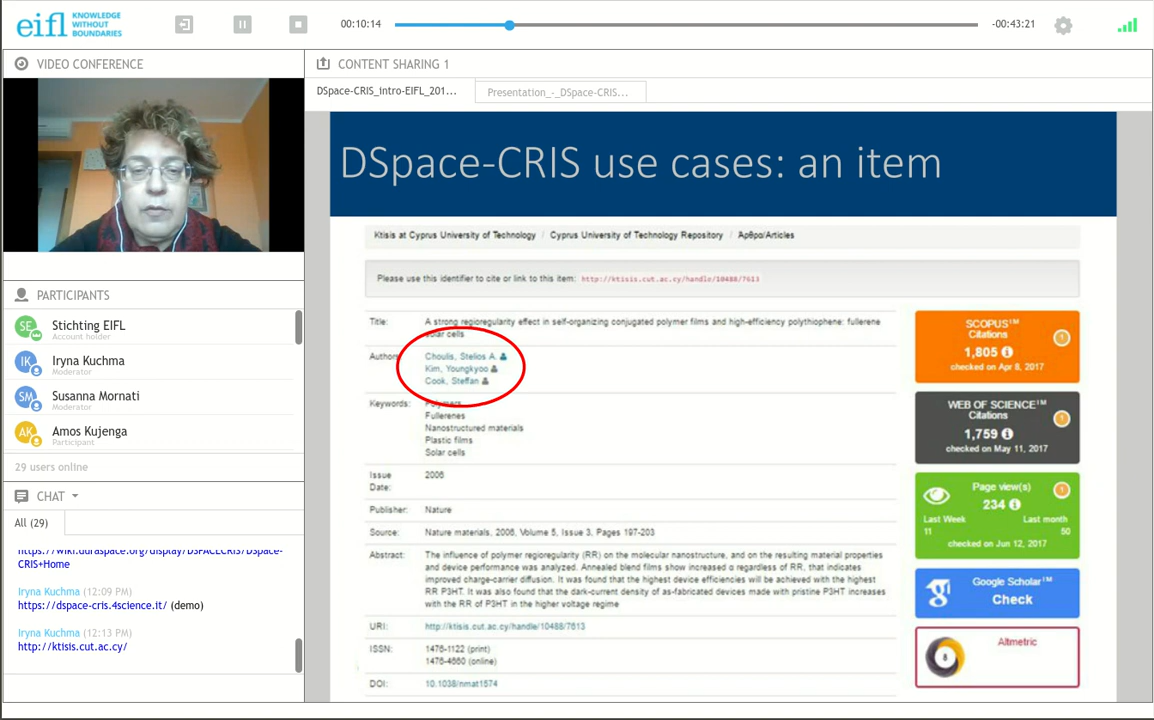 eifl KNOWLEDGE
WITHOUT
BOUNDARIES
00:10:14
-00:43:21
VIDEO CONFERENCE
PARTICIPANTS
SE Stichting EIFL
Account holder
IK Iryna Kuchma
Moderator
SM Susanna Mornati
Moderator
AK Amos Kujenga
Participant
29 users online
CHAT
All (29)
https://wiki.duraspace.org/display/DSPACECRIS/DSpace-
CRIS+Home
Iryna Kuchma (12:09 PM)
https://dspace-cris.4science.it/ (demo)
Iryna Kuchma (12:13 PM)
http://ktisis.cut.ac.cy/
CONTENT SHARING 1
DSpace-CRIS_intro-EIFL_201...
Presentation_-_DSpace-CRIS...
DSpace-CRIS use cases: an item
Ktisis at Cyprus University of Technology / Cyprus University of Technology Repository / Άρθρα/Articles
Please use this identifier to cite or link to this item: http://ktisis.cut.ac.cy/handle/10488/7613
Title: A strong regioregularity effect in self-organizing conjugated polymer films and high-efficiency polythiophene: fullerene
solar cells
Author Choulis, Stelios A.
Kim, Youngkyoo
Cook, Steffan
Keywords: Polymers
Fullerenes
Nanostructured materials
Plastic films
Solar cells
Issue
Date: 2006
Publisher: Nature
Source: Nature materials, 2006, Volume 5, Issue 3, Pages 197-203
Abstract: The influence of polymer regioregularity (RR) on the molecular nanostructure, and on the resulting material properties
and device performance was analyzed. Annealed blend films show increased α regardless of RR, that indicates
improved charge-carrier diffusion. It was found that the highest device efficiencies will be achieved with the highest
RR P3HT. It was also found that the dark-current density of as-fabricated devices made with pristine P3HT increases
with the RR of P3HT in the higher voltage regime
URI: http://ktisis.cut.ac.cy/handle/10488/7613
ISSN: 1476-1122 (print)
1476-4660 (online)
DOI: 10.1038/nmat1574
SCOPUS™
Citations
1
1,805
checked on Apr 8, 2017
WEB OF SCIENCE™
Citations
1
1,759
checked on May 11, 2017
Page view(s)
1
234
Last Week Last month
11 50
checked on Jun 12, 2017
Google Scholar™
Check
Altmetric
8